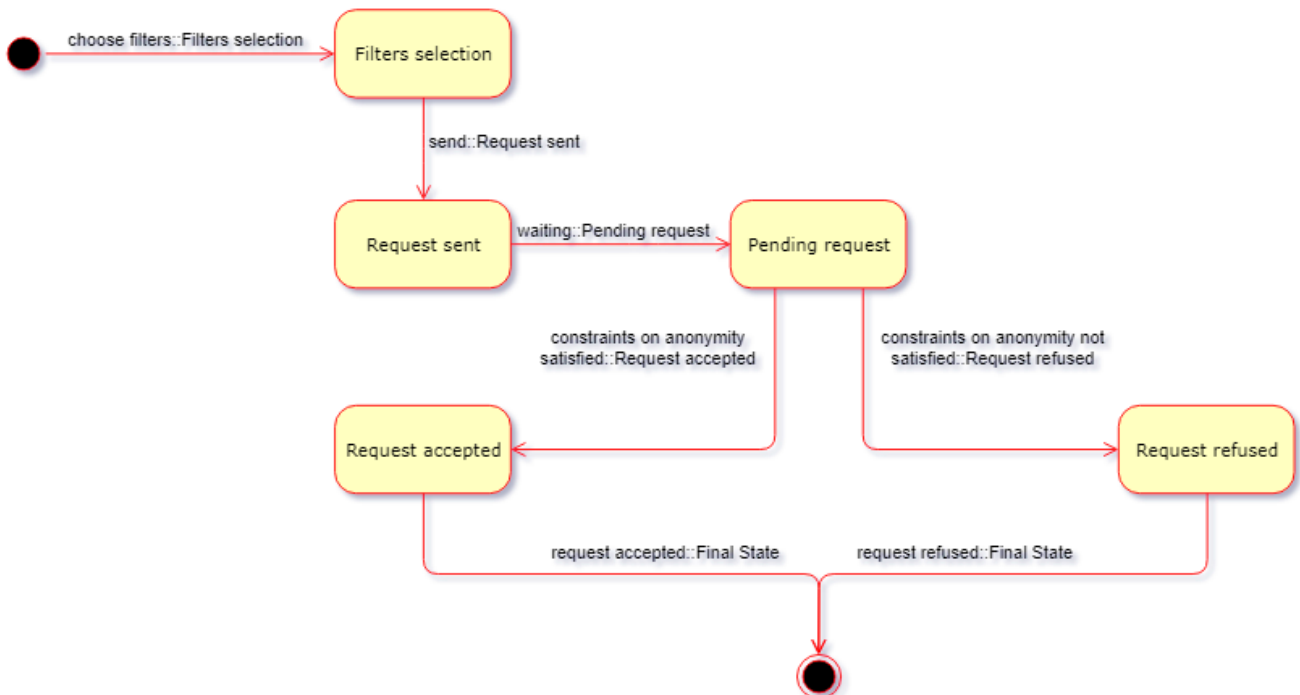 choose filters::Filters selection
Filters selection
send::Request sent
Request sent
waiting::Pending request
Pending request
constraints on anonymity
satisfied::Request accepted
constraints on anonymity not
satisfied::Request refused
Request accepted
Request refused
request accepted::Final State
request refused::Final State